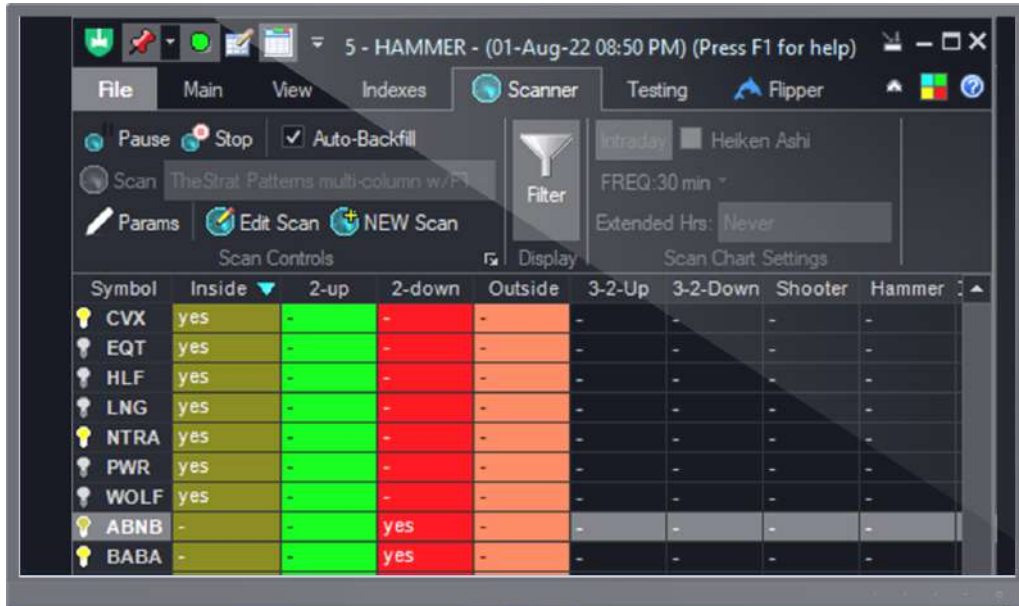 5 - HAMMER - (01-Aug-22 08:50 PM) (Press F1 for help)
File Main View Indexes Scanner Testing Flipper
Pause Stop Auto-Backfill Intraday Heiken Ashi
Scan TheStrat Patterns multi-column w/FT Filter FREQ:30 min
Params Edit Scan NEW Scan Extended Hrs: Never
Scan Controls Display Scan Chart Settings
Symbol Inside 2-up 2-down Outside 3-2-Up 3-2-Down Shooter Hammer
CVX yes - - - - - - -
EQT yes - - - - - - -
HLF yes - - - - - - -
LNG yes - - - - - - -
NTRA yes - - - - - - -
PWR yes - - - - - - -
WOLF yes - - - - - - -
ABNB - - yes - - - - -
BABA - - yes - - - - -